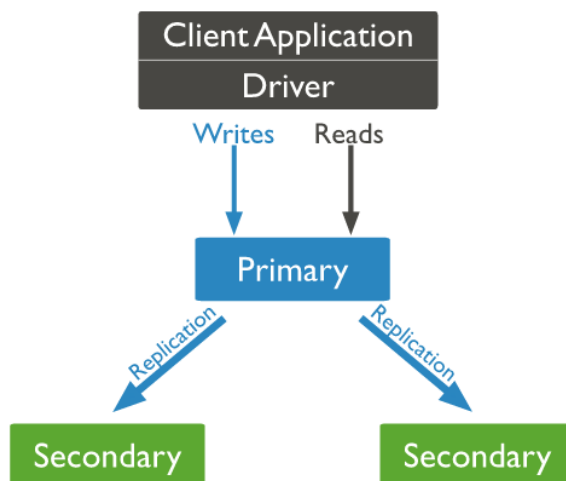 Client Application
Driver
Writes Reads
Primary
Replication Replication
Secondary Secondary